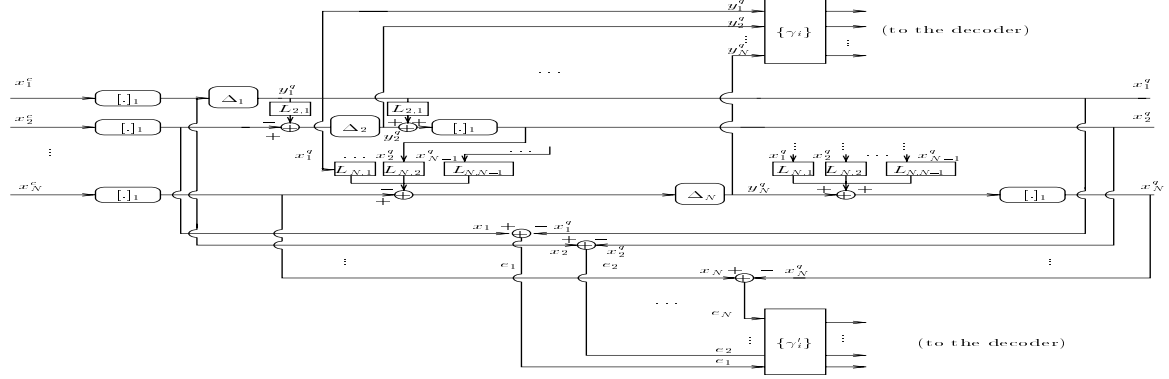 y_1^q
y_2^q {γ_i} (to the decoder)
⋮ ⋮
y_N^q
. . .
x_1^c [.]_1 Δ_1 y_1^q x_1^q
L_{2,1} L_{2,1}
x_2^c [.]_1 − + Δ_2 y_2^q + + [.]_1 x_2^q
⋮ x_1^q . . . x_2^q x_{N−1}^q . . . x_1^q x_2^q . . . x_{N−1}^q
L_{N,1} L_{N,2} L_{N,N−1} L_{N,1} L_{N,2} L_{N,N−1}
x_N^c [.]_1 − + Δ_N y_N^q + + [.]_1 x_N^q
x_1 + − x_1^q
x_2 + − x_2^q
⋮ e_1 e_2 x_N + − x_N^q ⋮
. . . e_N
⋮ {γ_i'} ⋮ (to the decoder)
e_2
e_1